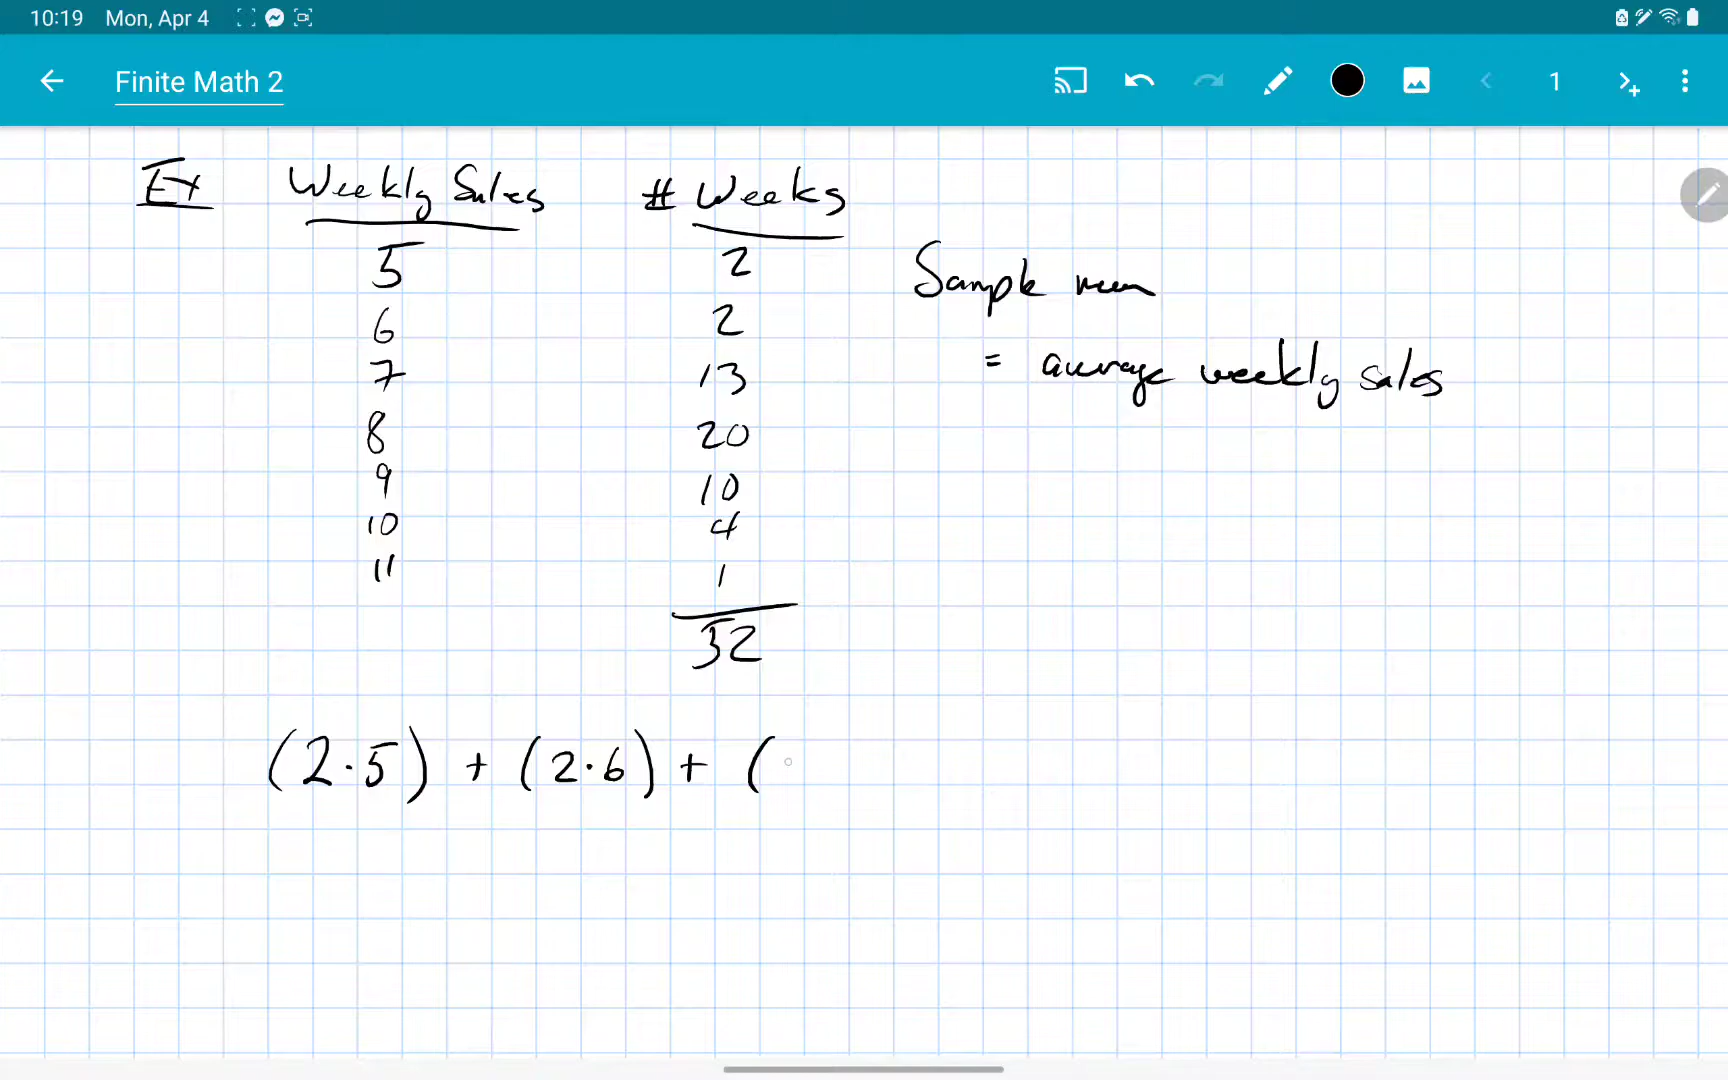 10:19 Mon, Apr 4
Finite Math 2
1
Ex Weekly Sales # Weeks
5 2
6 2
7 13
8 20
9 10
10 4
11 1
52
Sample mean
= average weekly sales
(2·5) + (2·6) + (